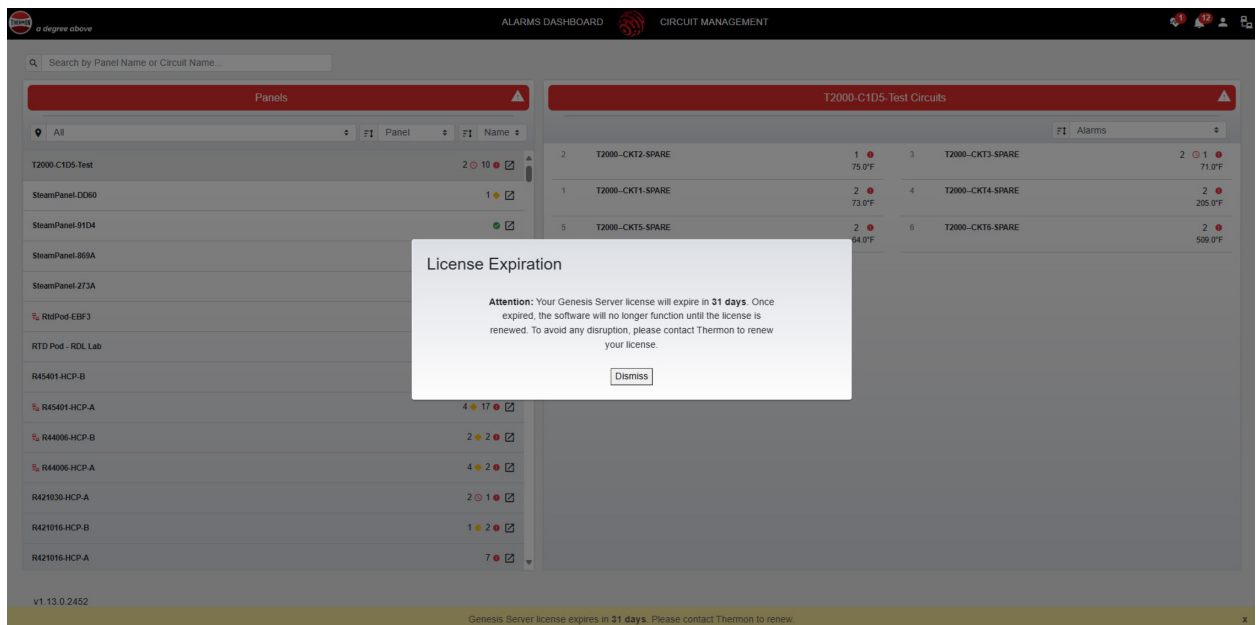 THERMON
a degree above
ALARMS DASHBOARD
CIRCUIT MANAGEMENT
1
12
Search by Panel Name or Circuit Name...
Panels
T2000-C1D5-Test Circuits
All
Panel
Name
Alarms
T2000-C1D5-Test 2 10
SteamPanel-DD60 1
SteamPanel-91D4
SteamPanel-869A
SteamPanel-273A
RtdPod-EBF3
RTD Pod - RDL Lab
R45401-HCP-B
R45401-HCP-A 4 17
R44006-HCP-B 2 2
R44006-HCP-A 4 2
R421030-HCP-A 2 1
R421016-HCP-B 1 2
R421016-HCP-A 7
2 T2000--CKT2-SPARE 1
75.0°F
3 T2000--CKT3-SPARE 2 1
71.0°F
1 T2000--CKT1-SPARE 2
73.0°F
4 T2000--CKT4-SPARE 2
205.0°F
5 T2000--CKT5-SPARE 2
64.0°F
6 T2000--CKT6-SPARE 2
509.0°F
License Expiration
Attention: Your Genesis Server license will expire in 31 days. Once
expired, the software will no longer function until the license is
renewed. To avoid any disruption, please contact Thermon to renew
your license.
Dismiss
v1.13.0.2452
Genesis Server license expires in 31 days. Please contact Thermon to renew.
x